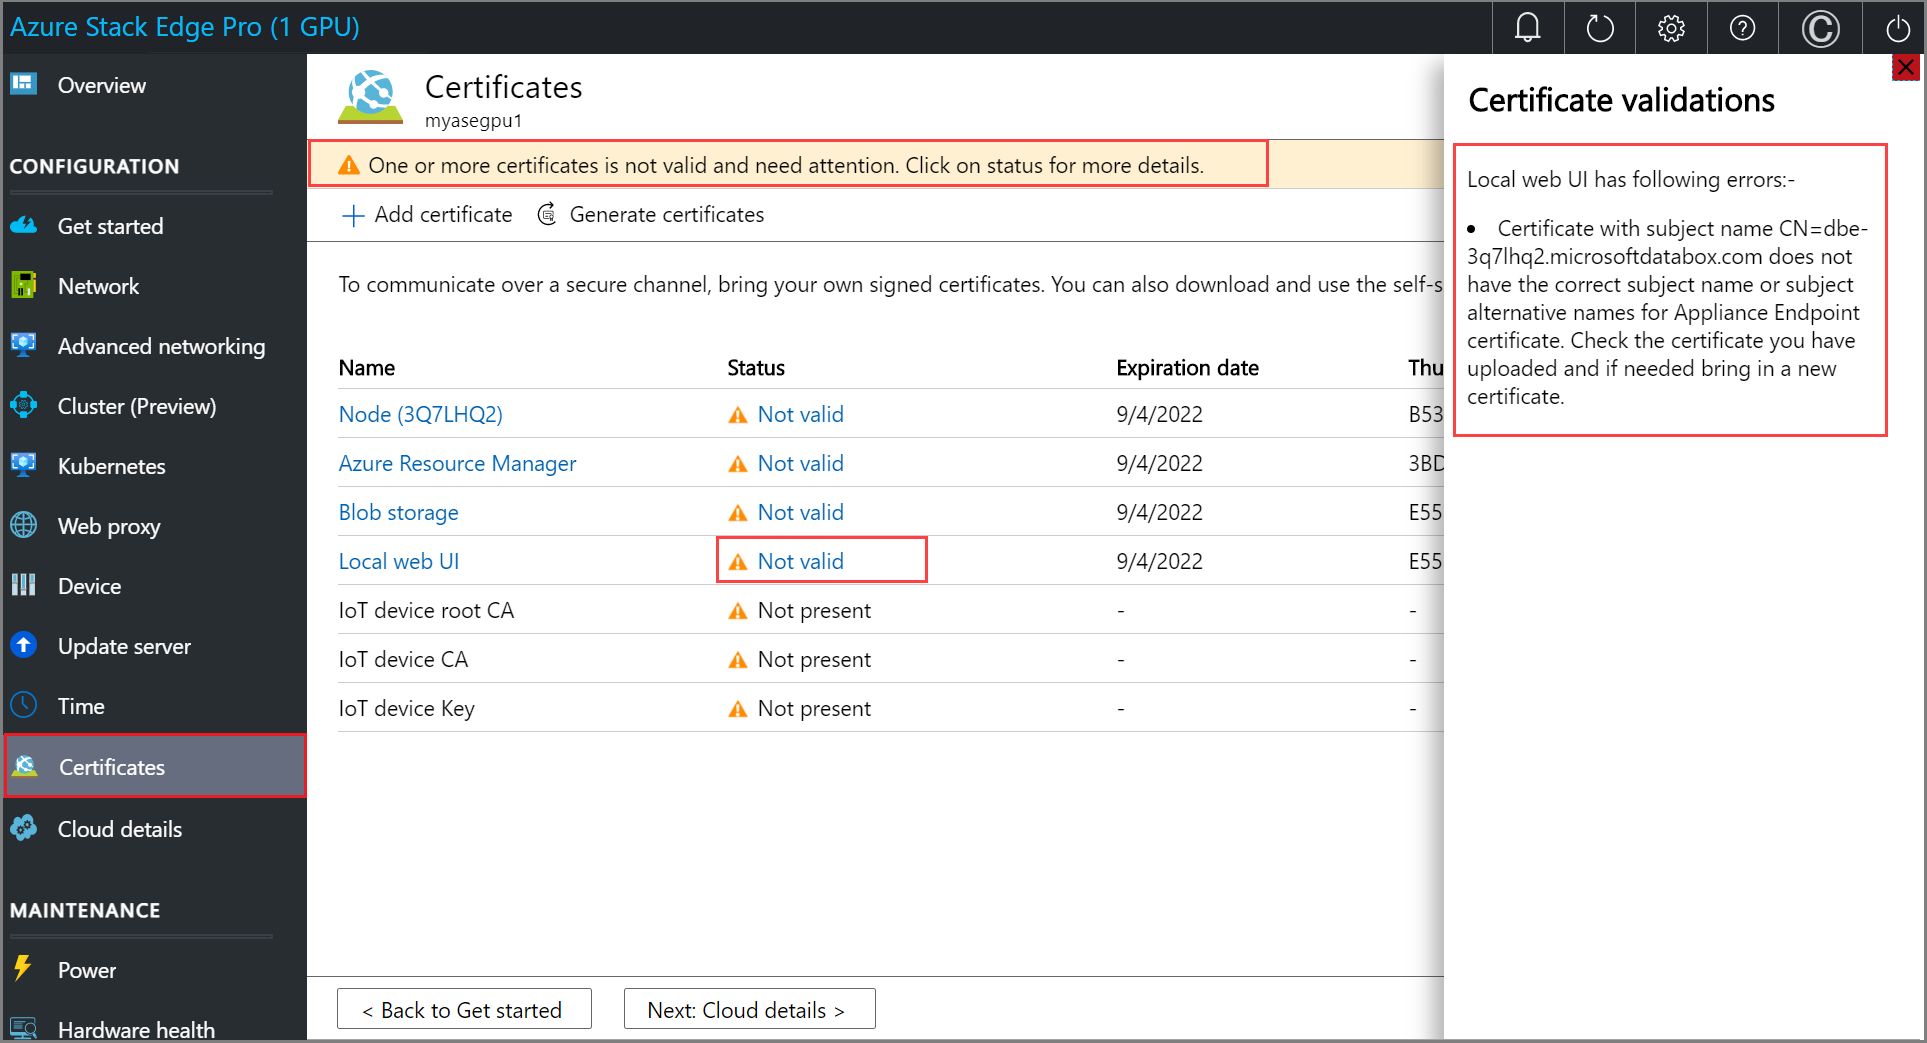 Azure Stack Edge Pro (1 GPU)
Overview
CONFIGURATION
Get started
Network
Advanced networking
Cluster (Preview)
Kubernetes
Web proxy
Device
Update server
Time
Certificates
Cloud details
MAINTENANCE
Power
Hardware health
Certificates
myasegpu1
One or more certificates is not valid and need attention. Click on status for more details.
Add certificate Generate certificates
To communicate over a secure channel, bring your own signed certificates. You can also download and use the self-s
Name Status Expiration date Thu
Node (3Q7LHQ2) Not valid 9/4/2022 B53
Azure Resource Manager Not valid 9/4/2022 3BD
Blob storage Not valid 9/4/2022 E55
Local web UI Not valid 9/4/2022 E55
IoT device root CA Not present - -
IoT device CA Not present - -
IoT device Key Not present - -
< Back to Get started Next: Cloud details >
Certificate validations
Local web UI has following errors:-
• Certificate with subject name CN=dbe-
3q7lhq2.microsoftdatabox.com does not
have the correct subject name or subject
alternative names for Appliance Endpoint
certificate. Check the certificate you have
uploaded and if needed bring in a new
certificate.